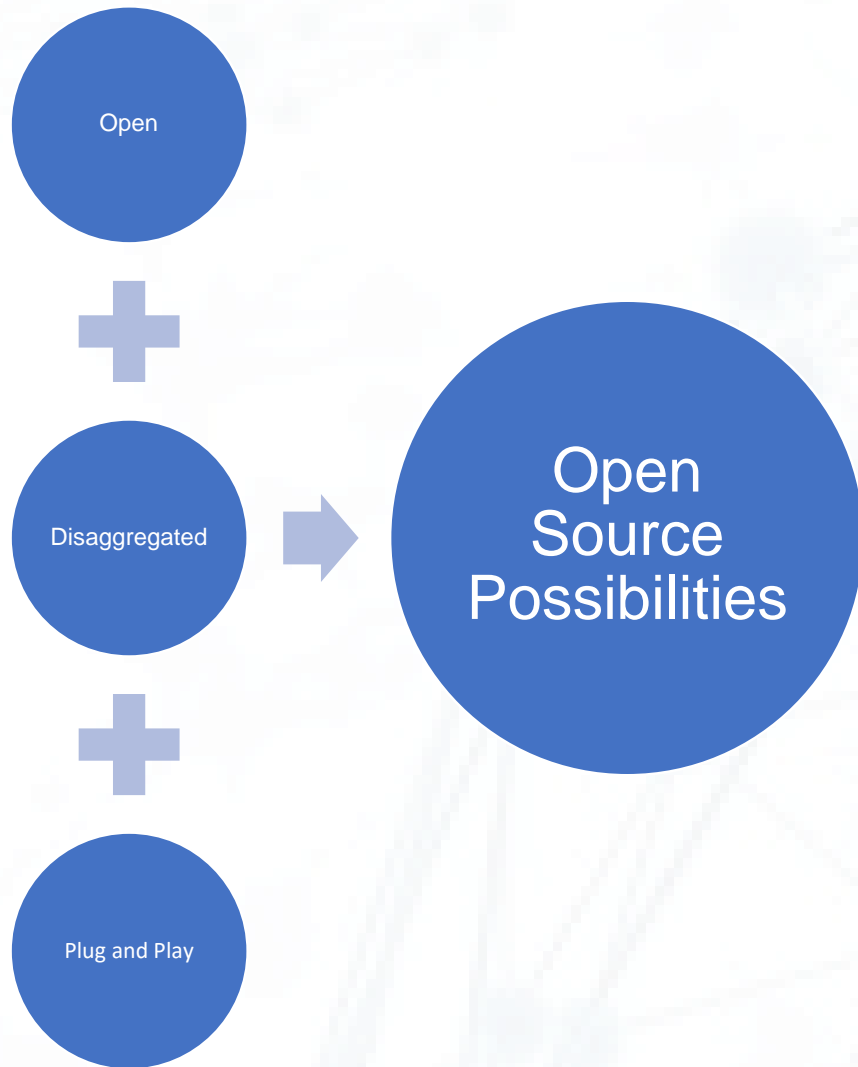 Open
Disaggregated
Plug and Play
Open
Source
Possibilities